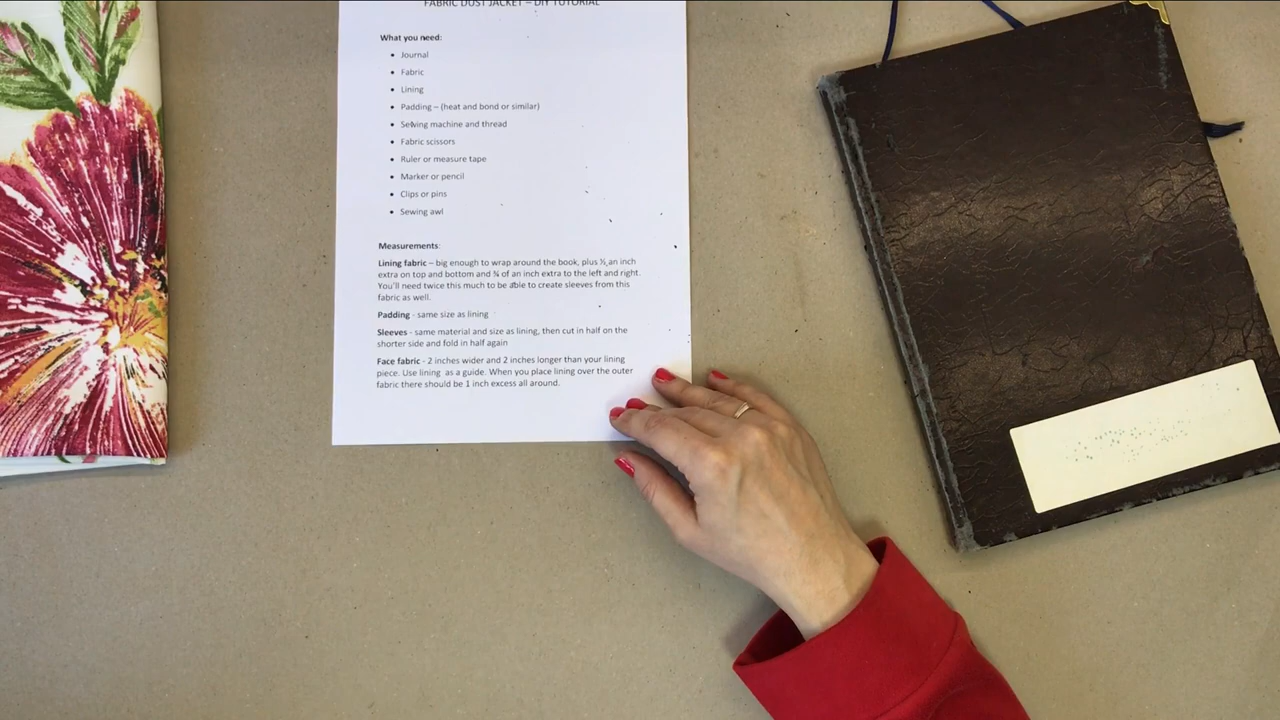 FABRIC DUST JACKET – DIY TUTORIAL
What you need:
• Journal
• Fabric
• Lining
• Padding – (heat and bond or similar)
• Sewing machine and thread
• Fabric scissors
• Ruler or measure tape
• Marker or pencil
• Clips or pins
• Sewing awl
Measurements:
Lining fabric – big enough to wrap around the book, plus ½ an inch
extra on top and bottom and ¾ of an inch extra to the left and right.
You'll need twice this much to be able to create sleeves from this
fabric as well.
Padding - same size as lining
Sleeves - same material and size as lining, then cut in half on the
shorter side and fold in half again
Face fabric - 2 inches wider and 2 inches longer than your lining
piece. Use lining as a guide. When you place lining over the outer
fabric there should be 1 inch excess all around.